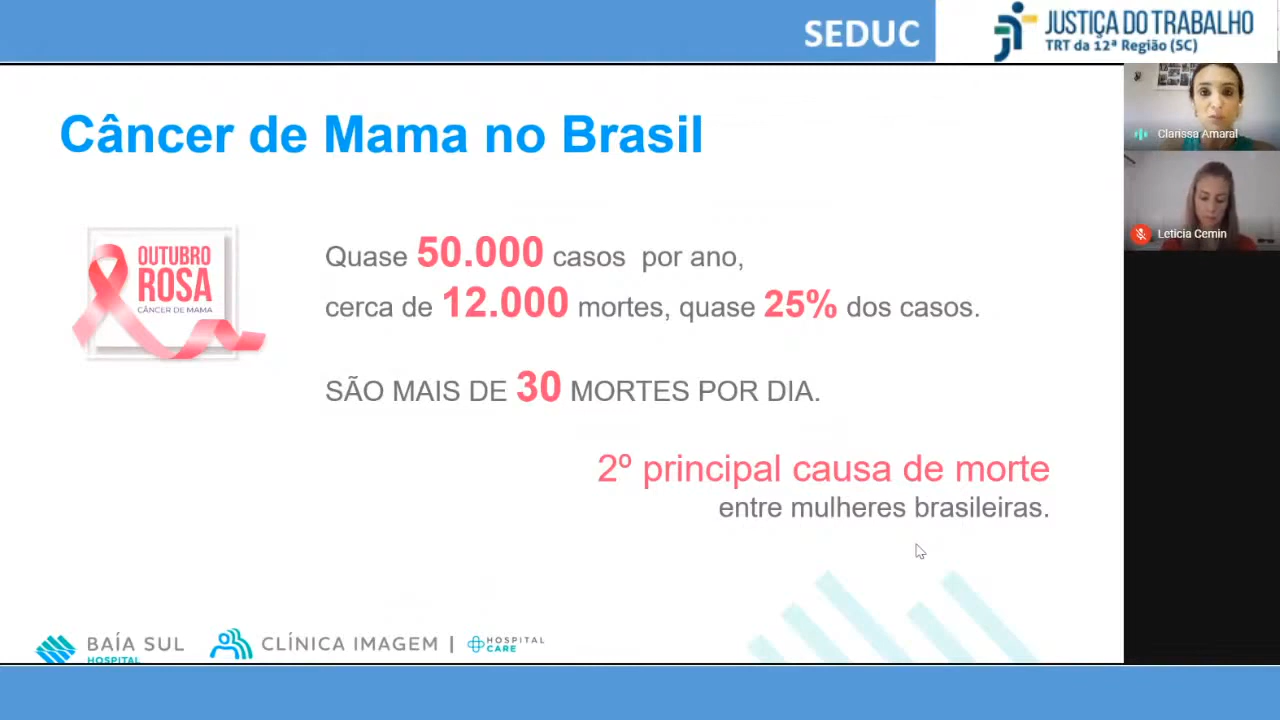 SEDUC
JUSTIÇA DO TRABALHO
TRT da 12ª Região (SC)
Câncer de Mama no Brasil
OUTUBRO
ROSA
CÂNCER DE MAMA
Quase 50.000 casos por ano,
cerca de 12.000 mortes, quase 25% dos casos.
SÃO MAIS DE 30 MORTES POR DIA.
2º principal causa de morte
entre mulheres brasileiras.
Clarissa Amaral
Leticia Cemin
BAÍA SUL
HOSPITAL
CLÍNICA IMAGEM |
HOSPITAL
CARE